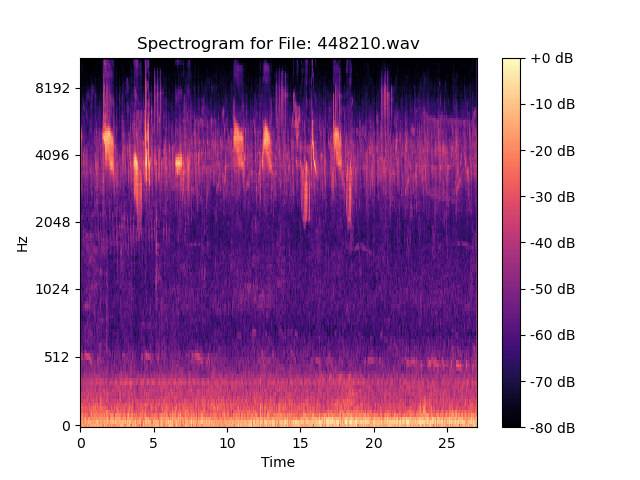 Spectrogram for File: 448210.wav
8192
4096
2048
1024
512
0
Hz
0 5 10 15 20 25
Time
+0 dB
-10 dB
-20 dB
-30 dB
-40 dB
-50 dB
-60 dB
-70 dB
-80 dB